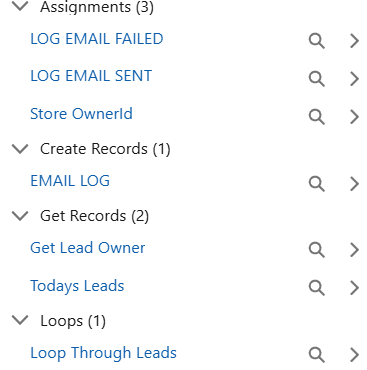 Assignments (3)
LOG EMAIL FAILED
LOG EMAIL SENT
Store OwnerId
Create Records (1)
EMAIL LOG
Get Records (2)
Get Lead Owner
Todays Leads
Loops (1)
Loop Through Leads